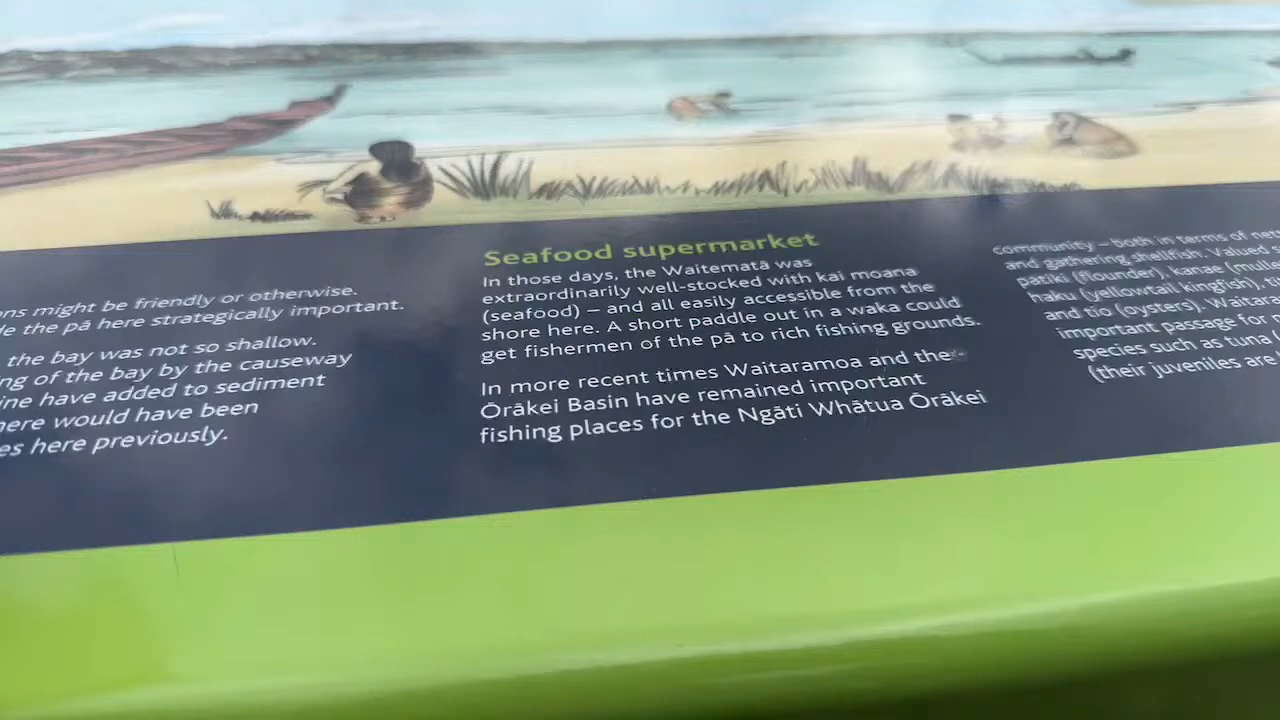 ons might be friendly or otherwise.
the pā here strategically important.
the bay was not so shallow.
ng of the bay by the causeway
ine have added to sediment
here would have been
es here previously.
Seafood supermarket
In those days, the Waitematā was
extraordinarily well-stocked with kai moana
(seafood) – and all easily accessible from the
shore here. A short paddle out in a waka could
get fishermen of the pā to rich fishing grounds.
In more recent times Waitaramoa and the
Ōrākei Basin have remained important
fishing places for the Ngāti Whātua Ōrākei
community – both in terms of net
and gathering shellfish. Valued
pātiki (flounder), kanae (mulle
haku (yellowtail kingfish),
and tio (oysters), Waitara
important passage for
species such as tuna
(their juveniles are